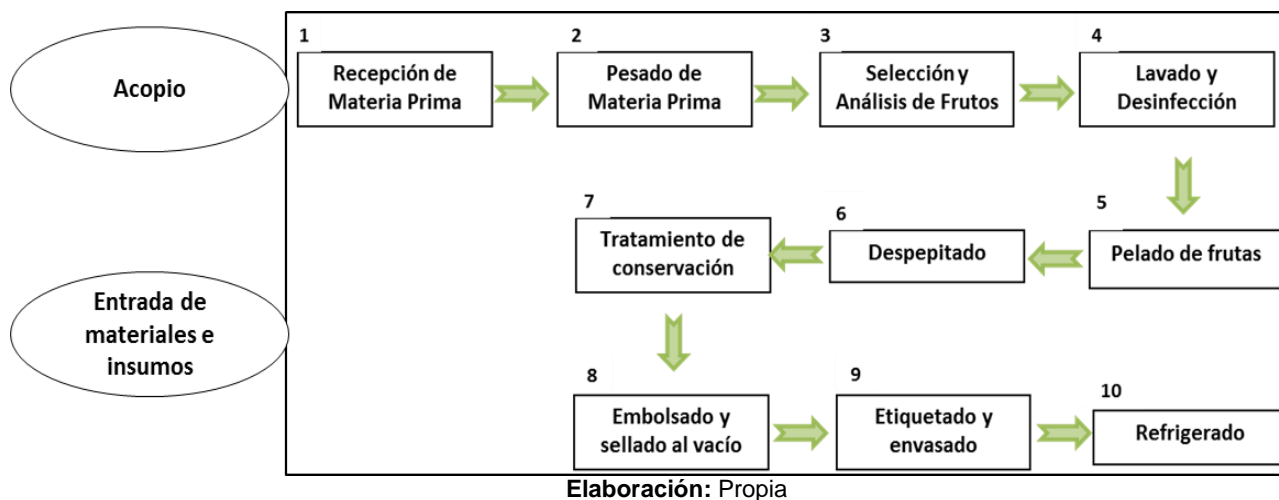 Acopio
Entrada de
materiales e
insumos
1
Recepción de
Materia Prima
2
Pesado de
Materia Prima
3
Selección y
Análisis de Frutos
4
Lavado y
Desinfección
5
Pelado de frutas
6
Despepitado
7
Tratamiento de
conservación
8
Embolsado y
sellado al vacío
9
Etiquetado y
envasado
10
Refrigerado
Elaboración: Propia